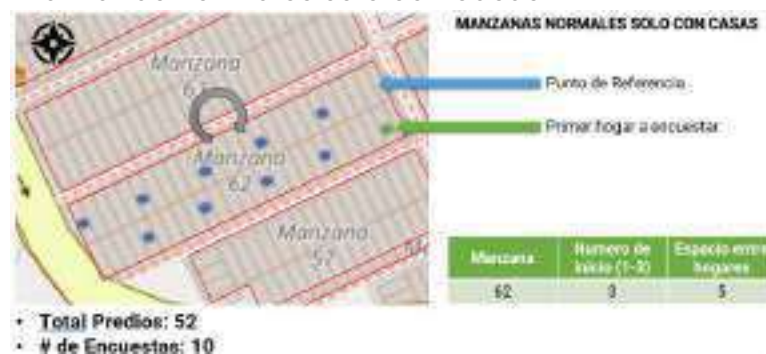 MANZANAS NORMALES SOLO CON CASAS
Manzana
Punto de Referencia
Primer hogar a encuestar
Manzana
62
Manzana
57
Manzana Numero de inicio (1-3) Espacio entre hogares
62 3 5
• Total Predios: 52
• # de Encuestas: 10